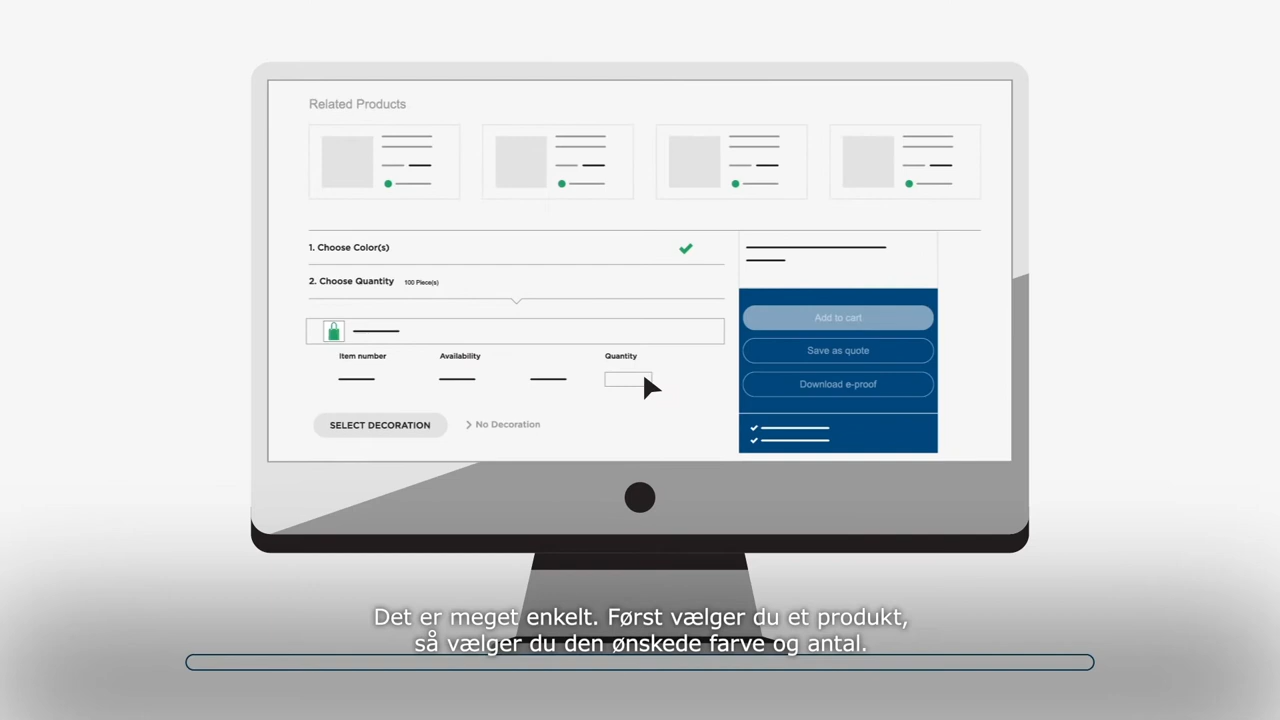 Related Products
1. Choose Color(s)
2. Choose Quantity 100 Piece(s)
Item number Availability Quantity
SELECT DECORATION No Decoration
Add to cart
Save as quote
Download e-proof
Det er meget enkelt. Først vælger du et produkt,
så vælger du den ønskede farve og antal.